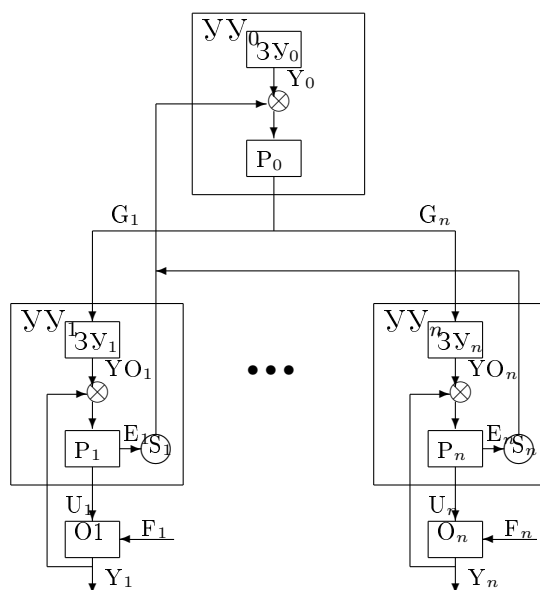 УУ₀
ЗУ₀
Y₀
P₀
G₁ Gₙ
УУ₁ УУₙ
ЗУ₁ ЗУₙ
YO₁ YOₙ
E₁ Eₙ
P₁ S₁ Pₙ Sₙ
U₁ Uₙ
O1 F₁ Oₙ Fₙ
Y₁ Yₙ